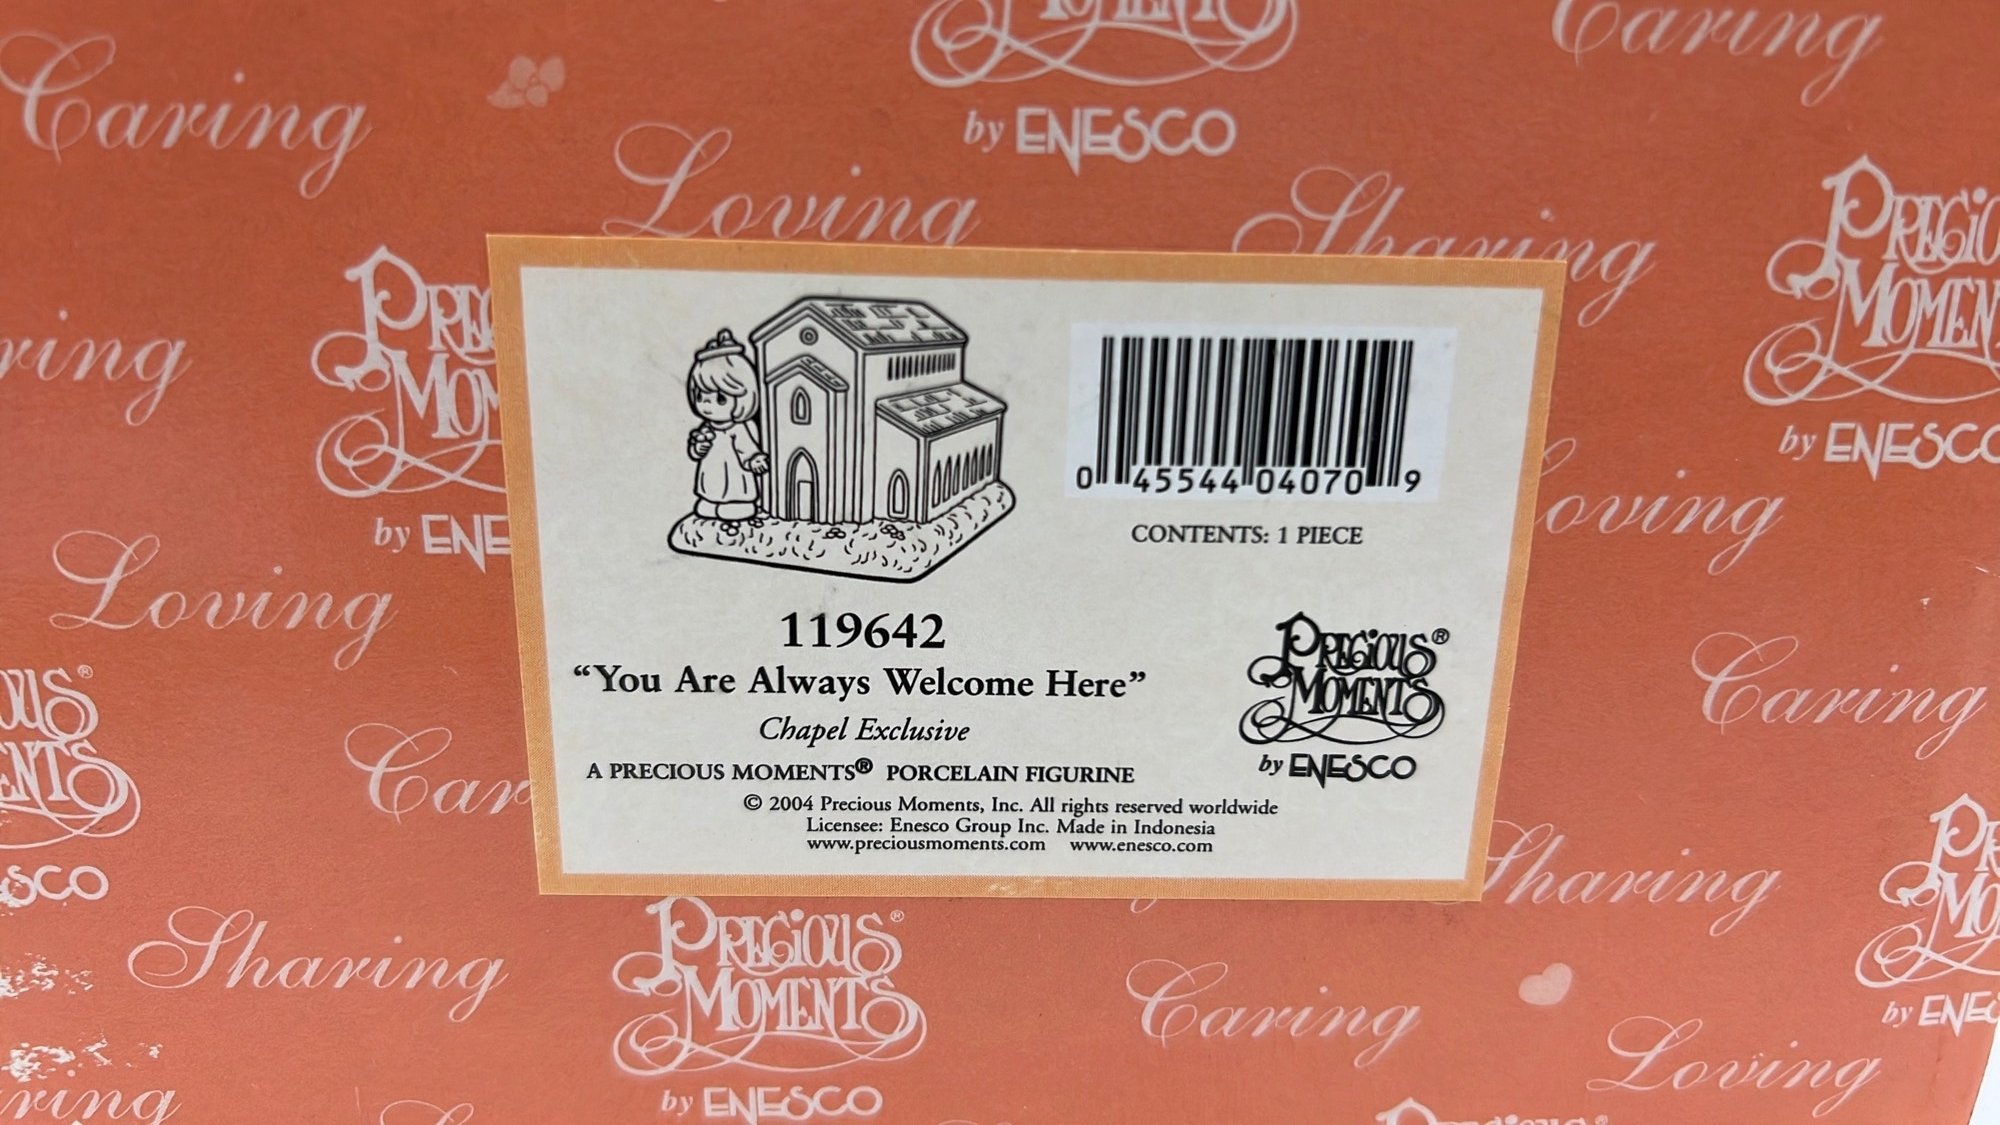 Caring
MOMENTS
by ENESCO
Caring
Loving
Sharing
PRECIOUS
MOMENTS
by ENESCO
0 45544 04070 9
CONTENTS: 1 PIECE
119642
"You Are Always Welcome Here"
Chapel Exclusive
A PRECIOUS MOMENTS® PORCELAIN FIGURINE
© 2004 Precious Moments, Inc. All rights reserved worldwide
Licensee: Enesco Group Inc. Made in Indonesia
www.preciousmoments.com www.enesco.com
PRECIOUS®
MOMENTS
by ENESCO
Loving
Loving
Caring
Sharing
Sharing
PRECIOUS®
MOMENTS
by ENESCO
Caring
Loving